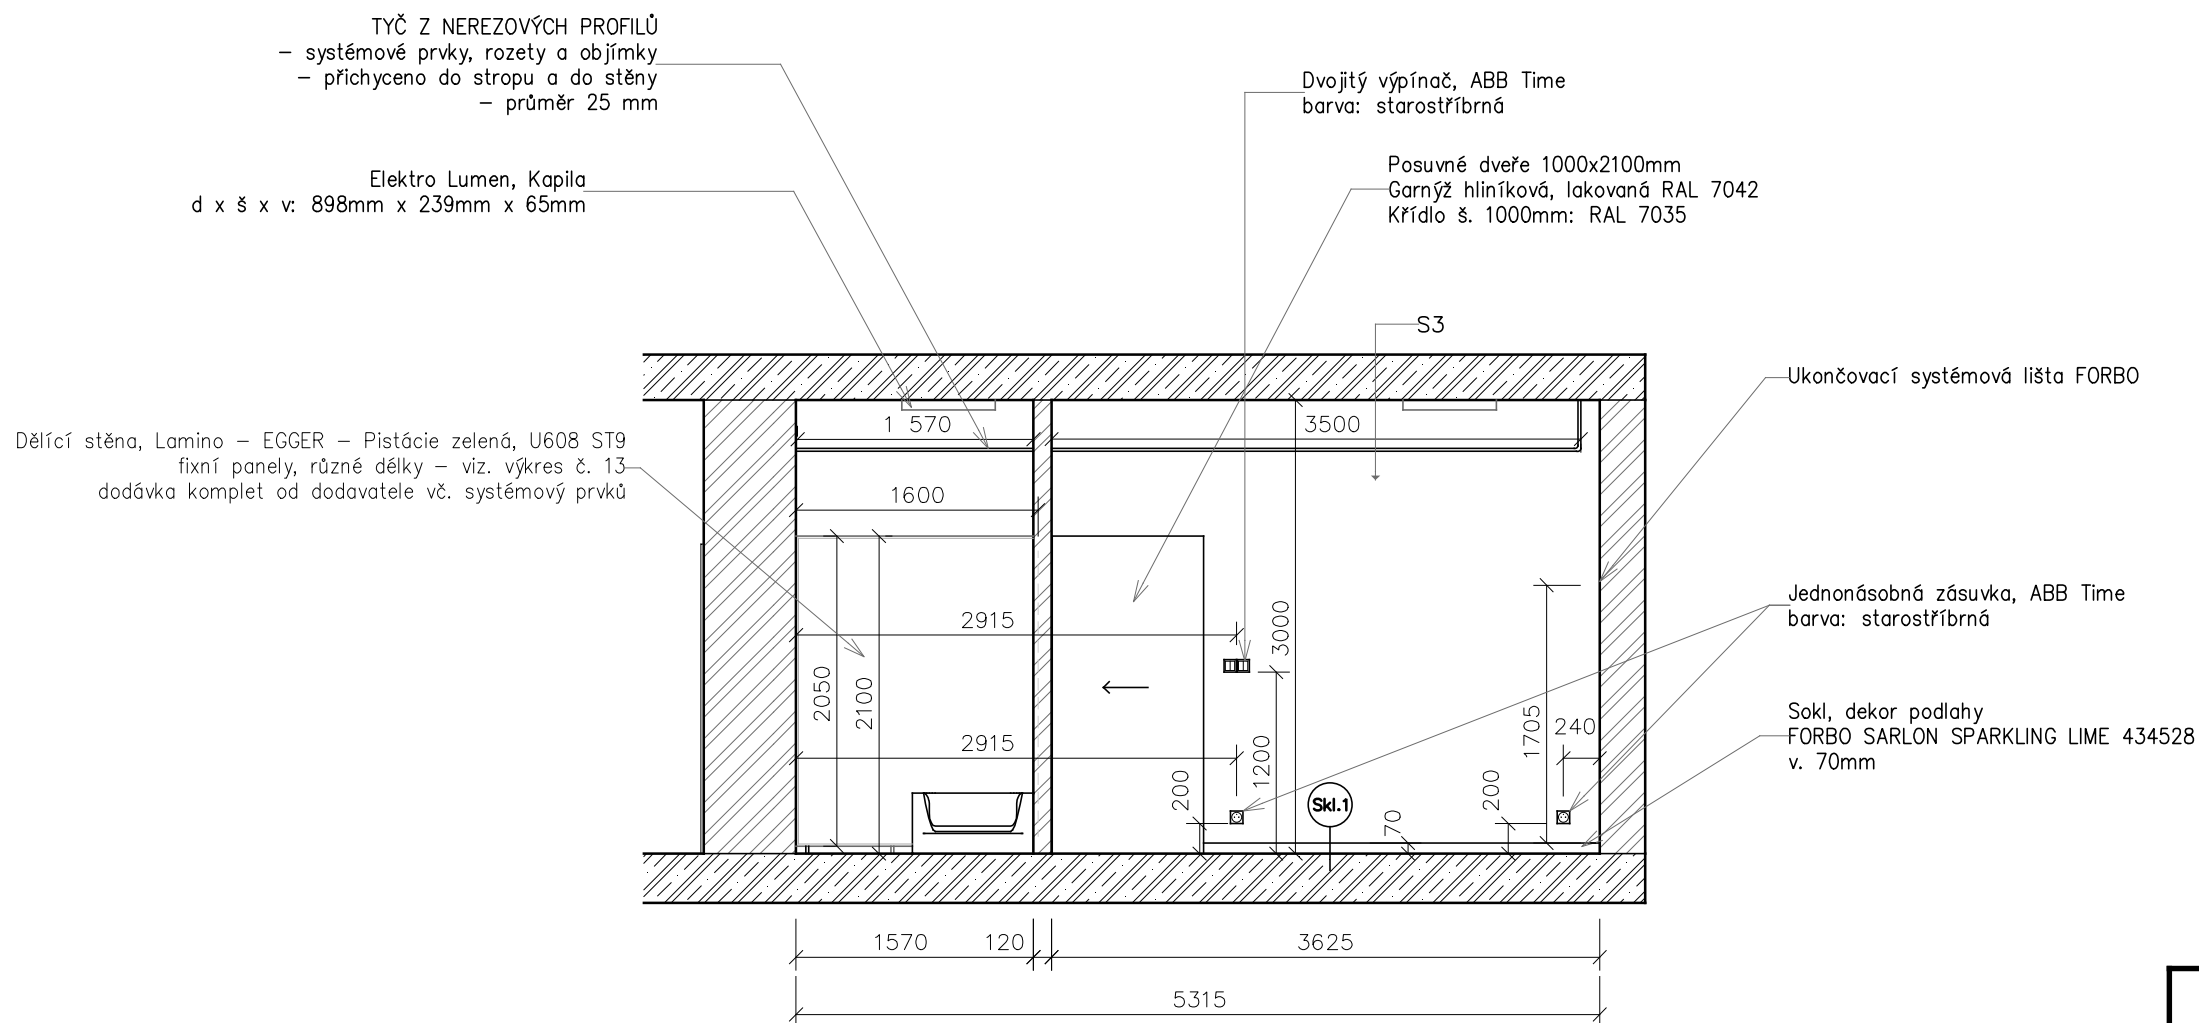 TYČ Z NEREZOVÝCH PROFILŮ
– systémové prvky, rozety a objímky
– přichyceno do stropu a do stěny
– průměr 25 mm
Elektro Lumen, Kapila
d x š x v: 898mm x 239mm x 65mm
Dvojitý výpínač, ABB Time
barva: starostříbrná
Posuvné dveře 1000x2100mm
Garnýž hliníková, lakovaná RAL 7042
Křídlo š. 1000mm: RAL 7035
S3
Ukončovací systémová lišta FORBO
Dělící stěna, Lamino – EGGER – Pistácie zelená, U608 ST9
fixní panely, různé délky – viz. výkres č. 13
dodávka komplet od dodavatele vč. systémový prvků
Jednonásobná zásuvka, ABB Time
barva: starostříbrná
Sokl, dekor podlahy
FORBO SARLON SPARKLING LIME 434528
v. 70mm
1 570
3500
1600
2915
3000
2050
2100
2915
1200
200
Skl.1
70
200
1705
240
1570
120
3625
5315